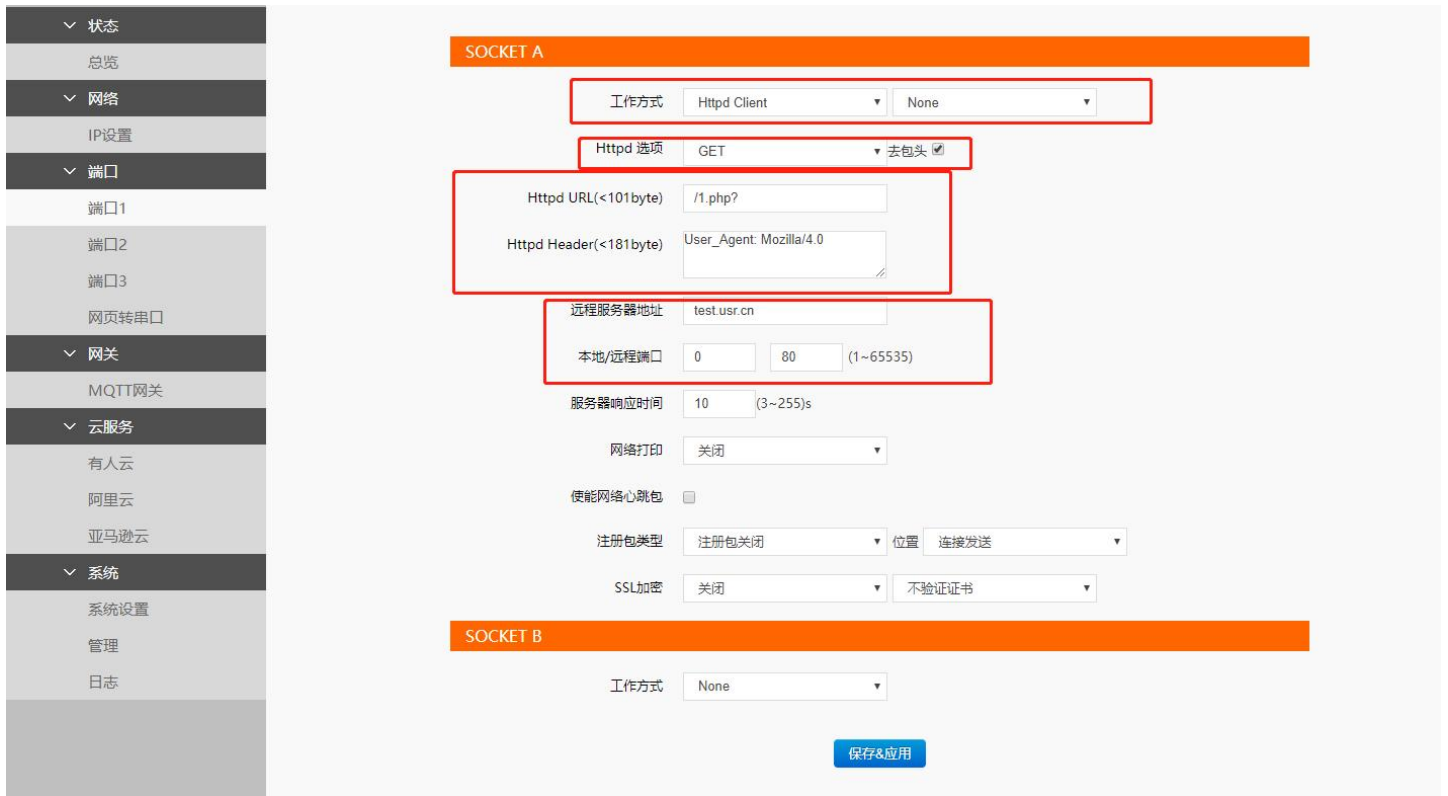 状态
总览
网络
IP设置
端口
端口1
端口2
端口3
网页转串口
网关
MQTT网关
云服务
有人云
阿里云
亚马逊云
系统
系统设置
管理
日志
SOCKET A
工作方式 Httpd Client None
Httpd 选项 GET 去包头
Httpd URL(<101byte) /1.php?
Httpd Header(<181byte) User_Agent: Mozilla/4.0
远程服务器地址 test.usr.cn
本地/远程端口 0 80 (1~65535)
服务器响应时间 10 (3~255)s
网络打印 关闭
使能网络心跳包
注册包类型 注册包关闭 位置 连接发送
SSL加密 关闭 不验证证书
SOCKET B
工作方式 None
保存&应用